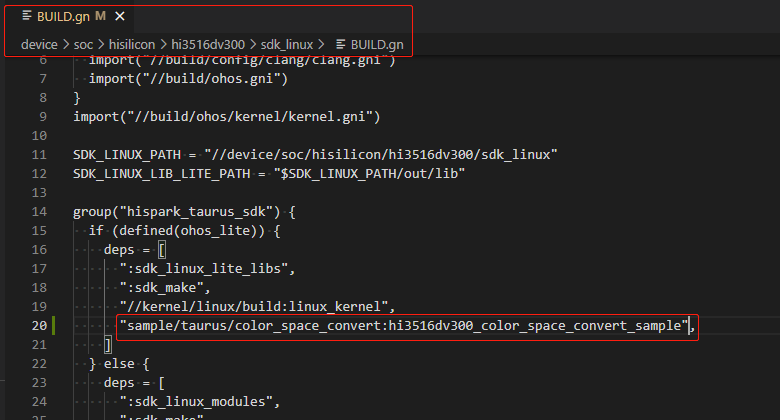 BUILD.gn M ×
device > soc > hisilicon > hi3516dv300 > sdk_linux > BUILD.gn
6 import("//build/config/clang/clang.gni")
7 import("//build/ohos.gni")
8 }
9 import("//build/ohos/kernel/kernel.gni")
10
11 SDK_LINUX_PATH = "//device/soc/hisilicon/hi3516dv300/sdk_linux"
12 SDK_LINUX_LIB_LITE_PATH = "$SDK_LINUX_PATH/out/lib"
13
14 group("hispark_taurus_sdk") {
15 if (defined(ohos_lite)) {
16 deps = [
17 ":sdk_linux_lite_libs",
18 ":sdk_make",
19 "//kernel/linux/build:linux_kernel",
20 "sample/taurus/color_space_convert:hi3516dv300_color_space_convert_sample",
21 ]
22 } else {
23 deps = [
24 ":sdk_linux_modules",
25 ":sdk_make",